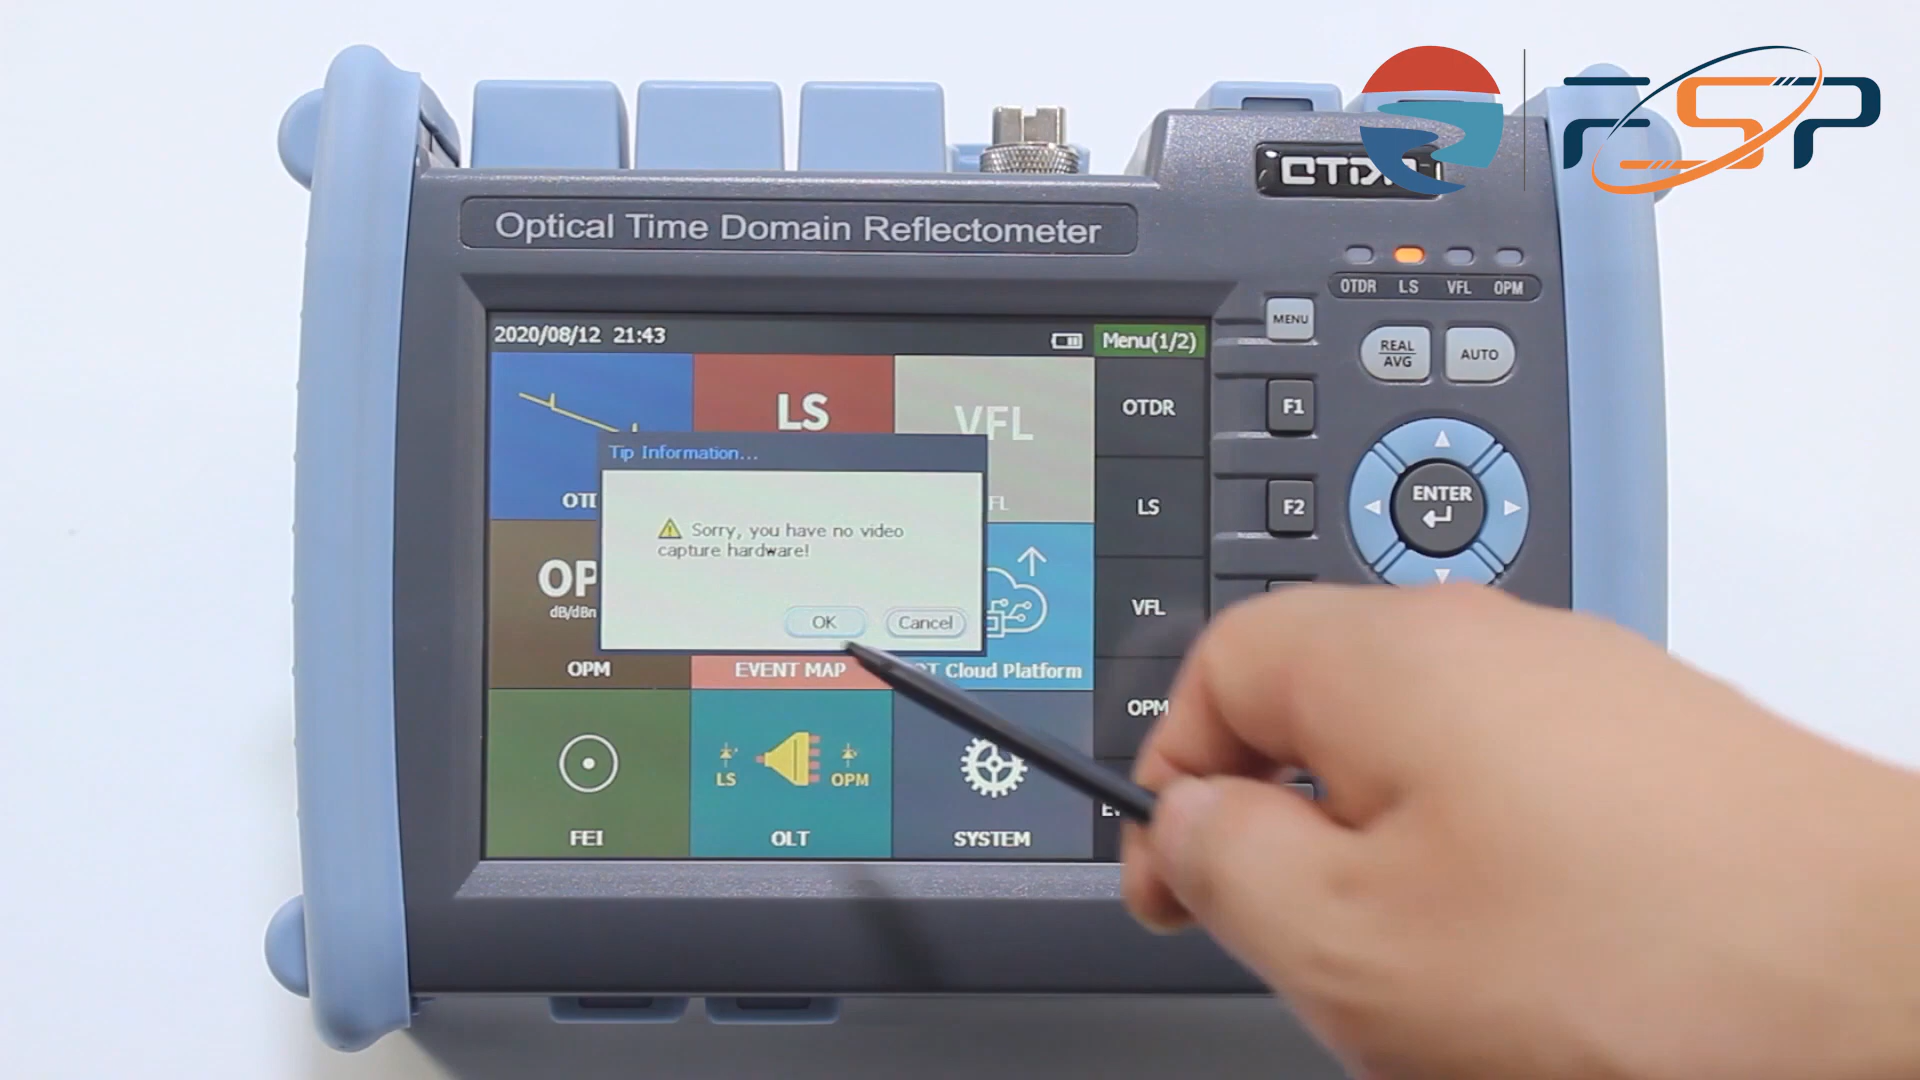 FSP
Optical Time Domain Reflectometer
OTDR LS VFL OPM
MENU
REAL
AVG
AUTO
F1
F2
ENTER
2020/08/12 21:43
Menu(1/2)
OTDR
LS
VFL
OPM
LS
VFL
Tip Information...
Sorry, you have no video
capture hardware!
OK
Cancel
dB/dBm
OPM
EVENT MAP
Cloud Platform
FEI
LS
OPM
OLT
SYSTEM